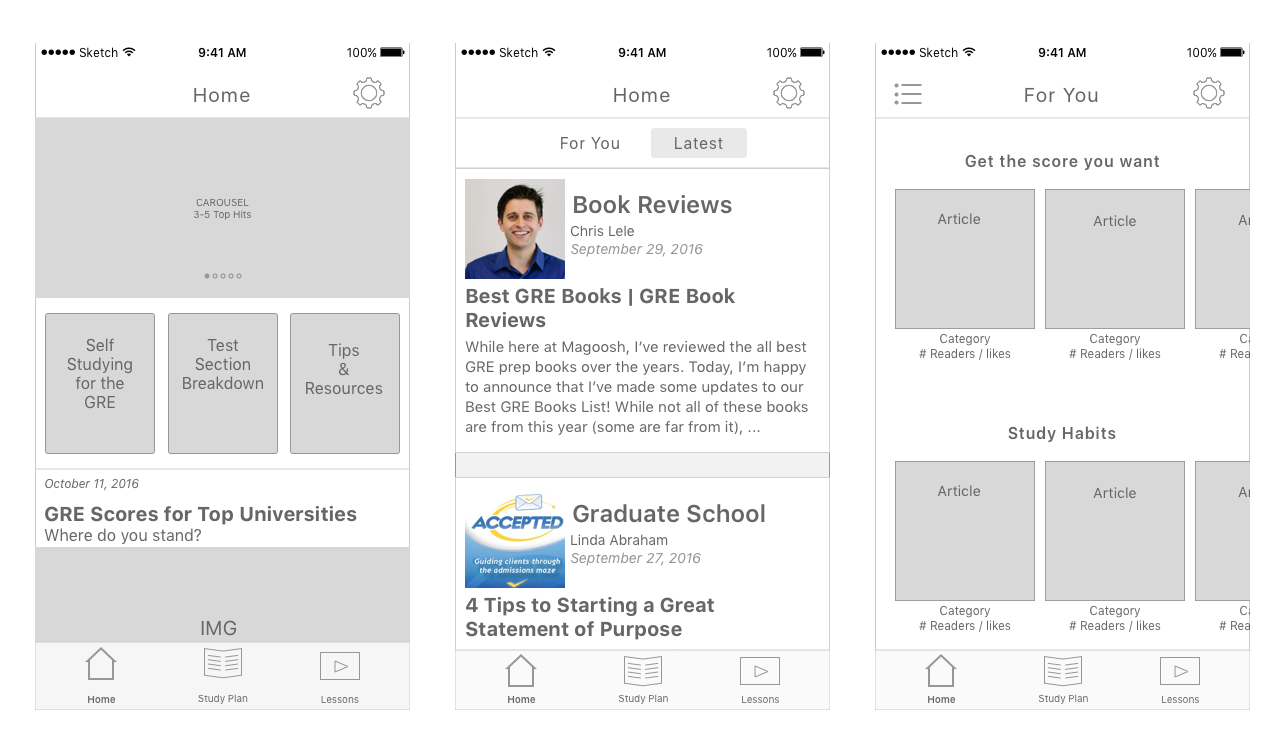 Sketch 9:41 AM 100%
Home
CAROUSEL
3-5 Top Hits
Self
Studying
for the
GRE
Test
Section
Breakdown
Tips
&
Resources
October 11, 2016
GRE Scores for Top Universities
Where do you stand?
IMG
Home Study Plan Lessons
Sketch 9:41 AM 100%
Home
For You Latest
Book Reviews
Chris Lele
September 29, 2016
Best GRE Books | GRE Book
Reviews
While here at Magoosh, I’ve reviewed the all best
GRE prep books over the years. Today, I’m happy
to announce that I’ve made some updates to our
Best GRE Books List! While not all of these books
are from this year (some are far from it), ...
ACCEPTED
Guiding clients through
the admissions maze
Graduate School
Linda Abraham
September 27, 2016
4 Tips to Starting a Great
Statement of Purpose
Home Study Plan Lessons
Sketch 9:41 AM 100%
For You
Get the score you want
Article Article
Category Category
# Readers / likes # Readers / likes # Rea
Study Habits
Article Article
Category Category
# Readers / likes # Readers / likes # Rea
Home Study Plan Lessons